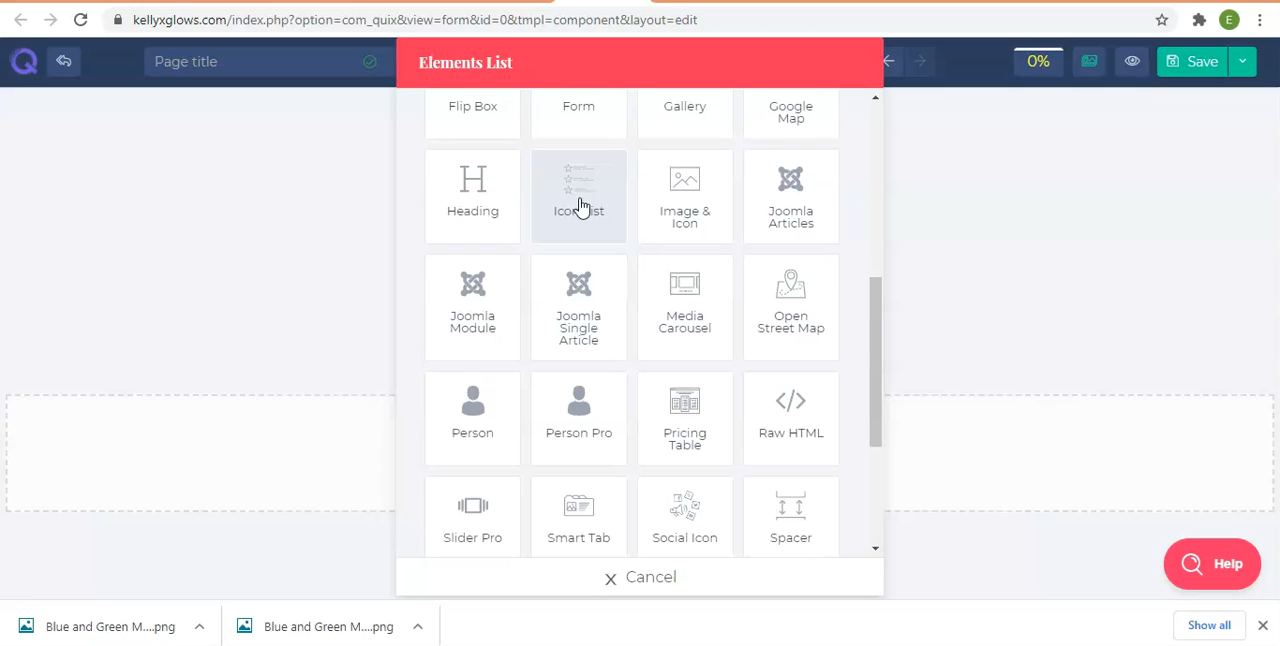 kellyxglows.com/index.php?option=com_quix&view=form&id=0&tmpl=component&layout=edit
E
Page title
Elements List
0%
Save
Flip Box
Form
Gallery
Google
Map
Heading
Icon List
Image &
Icon
Joomla
Articles
Joomla
Module
Joomla
Single
Article
Media
Carousel
Open
Street Map
Person
Person Pro
Pricing
Table
Raw HTML
Slider Pro
Smart Tab
Social Icon
Spacer
X Cancel
Help
Blue and Green M....png
Blue and Green M....png
Show all